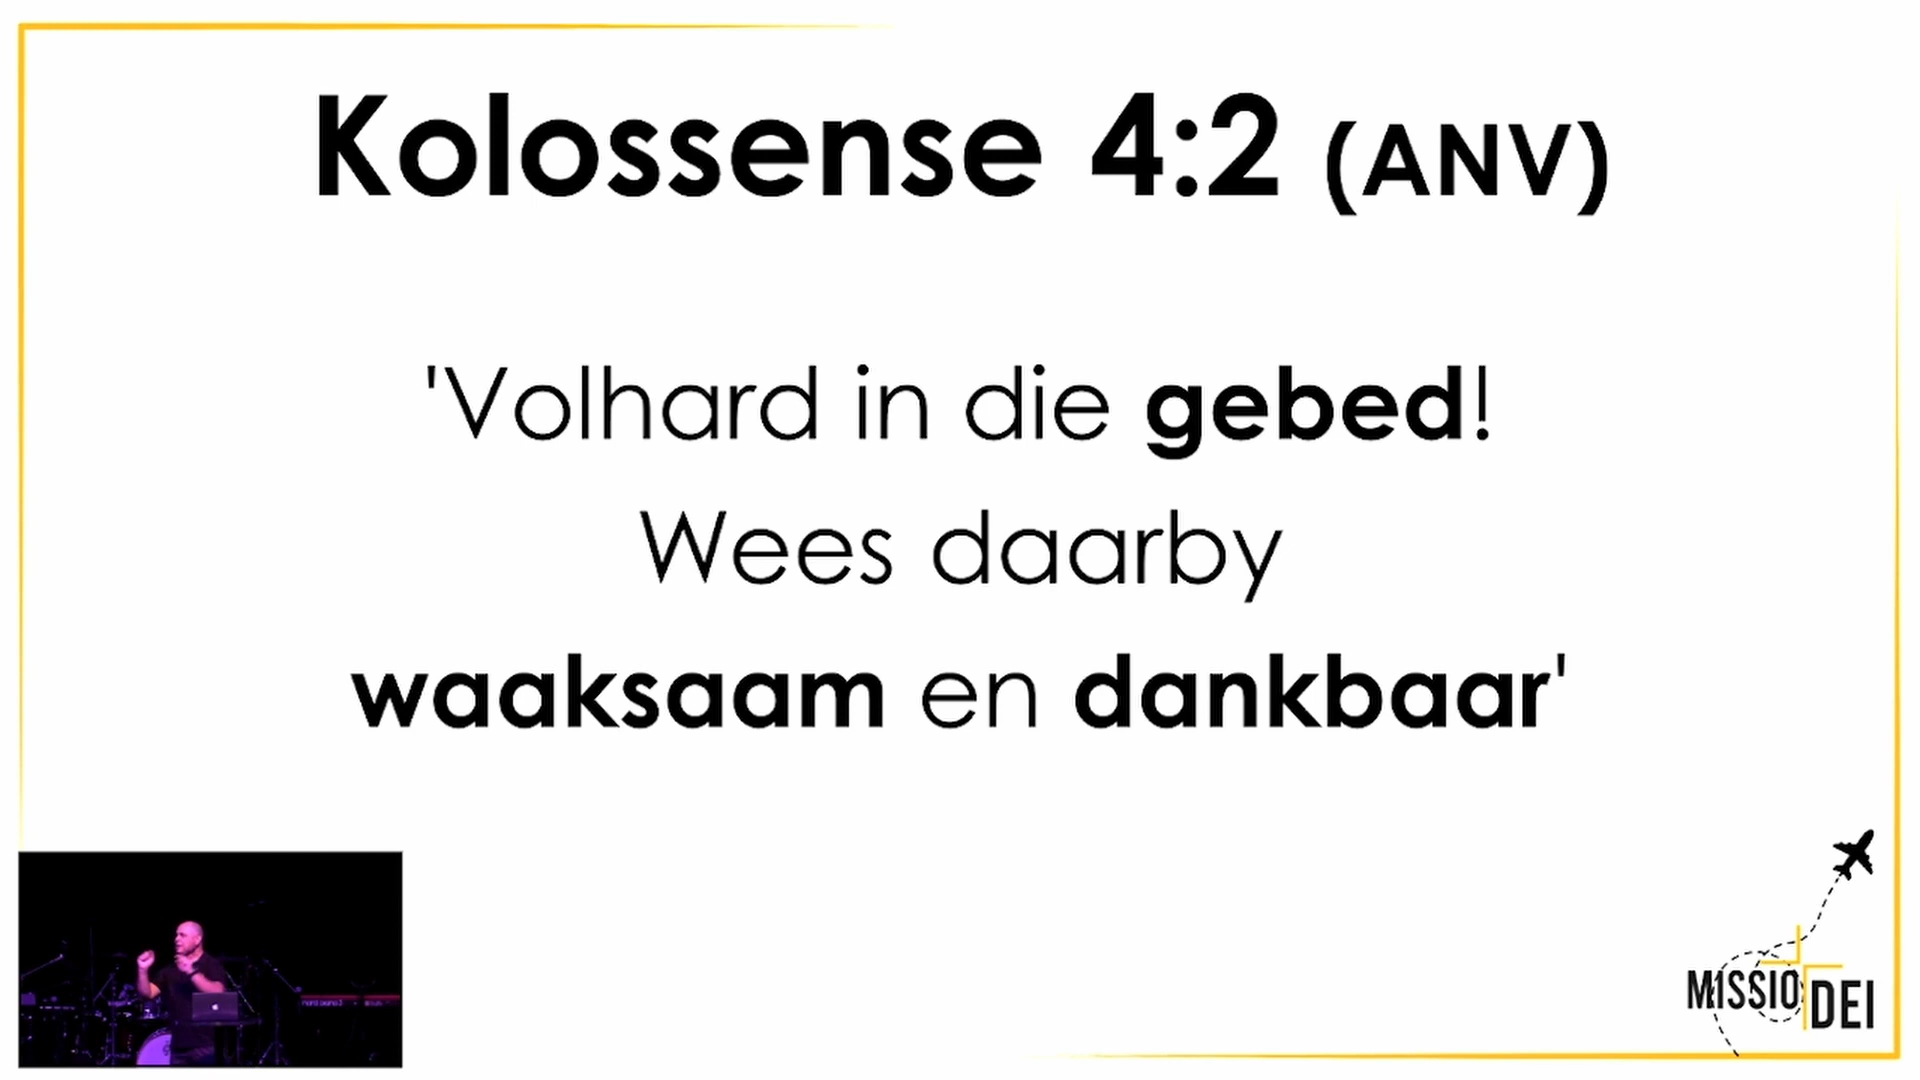 Kolossense 4:2 (ANV)
'Volhard in die gebed!
Wees daarby
waaksaam en dankbaar'
MISSIO
DEI